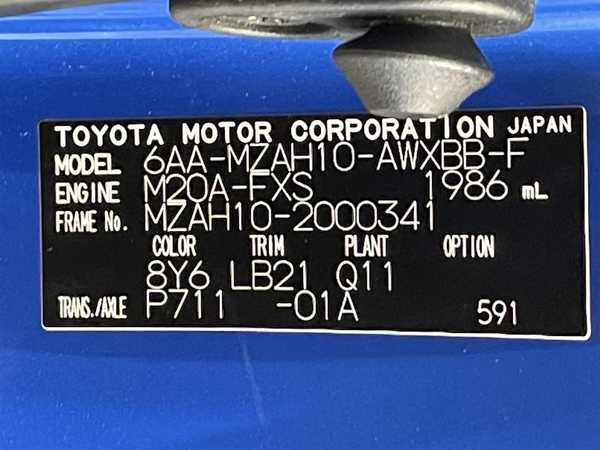 TOYOTA MOTOR CORPORATION JAPAN
MODEL 6AA-MZAH10-AWXBB-F
ENGINE M20A-FXS 1986 mL
FRAME No. MZAH10-2000341
COLOR TRIM PLANT OPTION
8Y6 LB21 Q11
TRANS./AXLE P711 -01A 591